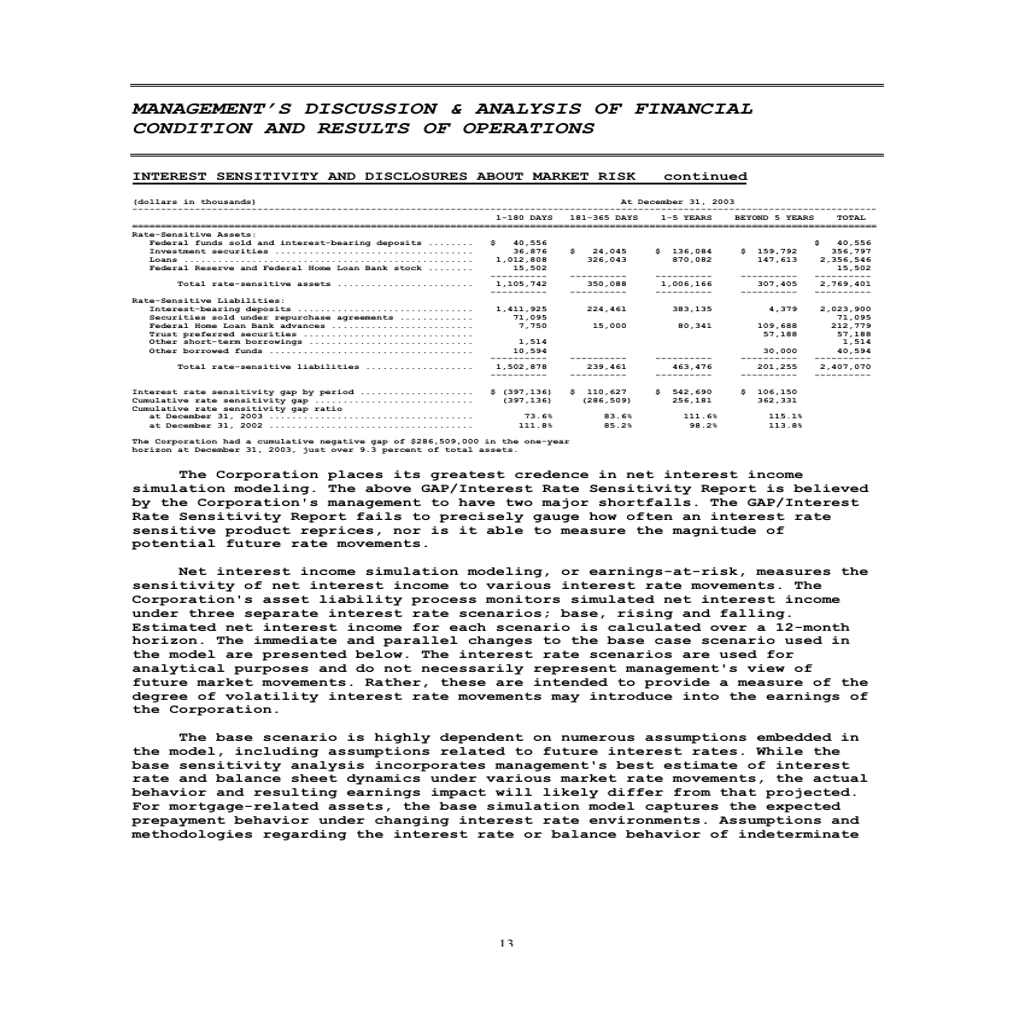 MANAGEMENT'S DISCUSSION & ANALYSIS OF FINANCIAL
CONDITION AND RESULTS OF OPERATIONS
INTEREST SENSITIVITY AND DISCLOSURES ABOUT MARKET RISK continued
(dollars in thousands) At December 31, 2003
1-180 DAYS 181-365 DAYS 1-5 YEARS BEYOND 5 YEARS TOTAL
Rate-Sensitive Assets:
Federal funds sold and interest-bearing deposits ........ $ 40,556 $ 40,556
Investment securities ................................... 36,876 $ 24,045 $ 136,084 $ 159,792 356,797
Loans ................................................... 1,012,808 326,043 870,082 147,613 2,356,546
Federal Reserve and Federal Home Loan Bank stock ........ 15,502 15,502
Total rate-sensitive assets ........................ 1,105,742 350,088 1,006,166 307,405 2,769,401
Rate-Sensitive Liabilities:
Interest-bearing deposits ............................... 1,411,925 224,461 383,135 4,379 2,023,900
Securities sold under repurchase agreements ............. 71,095 71,095
Federal Home Loan Bank advances ......................... 7,750 15,000 80,341 109,688 212,779
Trust preferred securities .............................. 57,188 57,188
Other short-term borrowings ............................. 1,514 1,514
Other borrowed funds .................................... 10,594 30,000 40,594
Total rate-sensitive liabilities ................... 1,502,878 239,461 463,476 201,255 2,407,070
Interest rate sensitivity gap by period .................... $ (397,136) $ 110,627 $ 542,690 $ 106,150
Cumulative rate sensitivity gap ............................ (397,136) (286,509) 256,181 362,331
Cumulative rate sensitivity gap ratio
at December 31, 2003 .................................... 73.6% 83.6% 111.6% 115.1%
at December 31, 2002 .................................... 111.8% 85.2% 98.2% 113.8%
The Corporation had a cumulative negative gap of $286,509,000 in the one-year
horizon at December 31, 2003, just over 9.3 percent of total assets.
The Corporation places its greatest credence in net interest income
simulation modeling. The above GAP/Interest Rate Sensitivity Report is believed
by the Corporation's management to have two major shortfalls. The GAP/Interest
Rate Sensitivity Report fails to precisely gauge how often an interest rate
sensitive product reprices, nor is it able to measure the magnitude of
potential future rate movements.
Net interest income simulation modeling, or earnings-at-risk, measures the
sensitivity of net interest income to various interest rate movements. The
Corporation's asset liability process monitors simulated net interest income
under three separate interest rate scenarios; base, rising and falling.
Estimated net interest income for each scenario is calculated over a 12-month
horizon. The immediate and parallel changes to the base case scenario used in
the model are presented below. The interest rate scenarios are used for
analytical purposes and do not necessarily represent management's view of
future market movements. Rather, these are intended to provide a measure of the
degree of volatility interest rate movements may introduce into the earnings of
the Corporation.
The base scenario is highly dependent on numerous assumptions embedded in
the model, including assumptions related to future interest rates. While the
base sensitivity analysis incorporates management's best estimate of interest
rate and balance sheet dynamics under various market rate movements, the actual
behavior and resulting earnings impact will likely differ from that projected.
For mortgage-related assets, the base simulation model captures the expected
prepayment behavior under changing interest rate environments. Assumptions and
methodologies regarding the interest rate or balance behavior of indeterminate
13